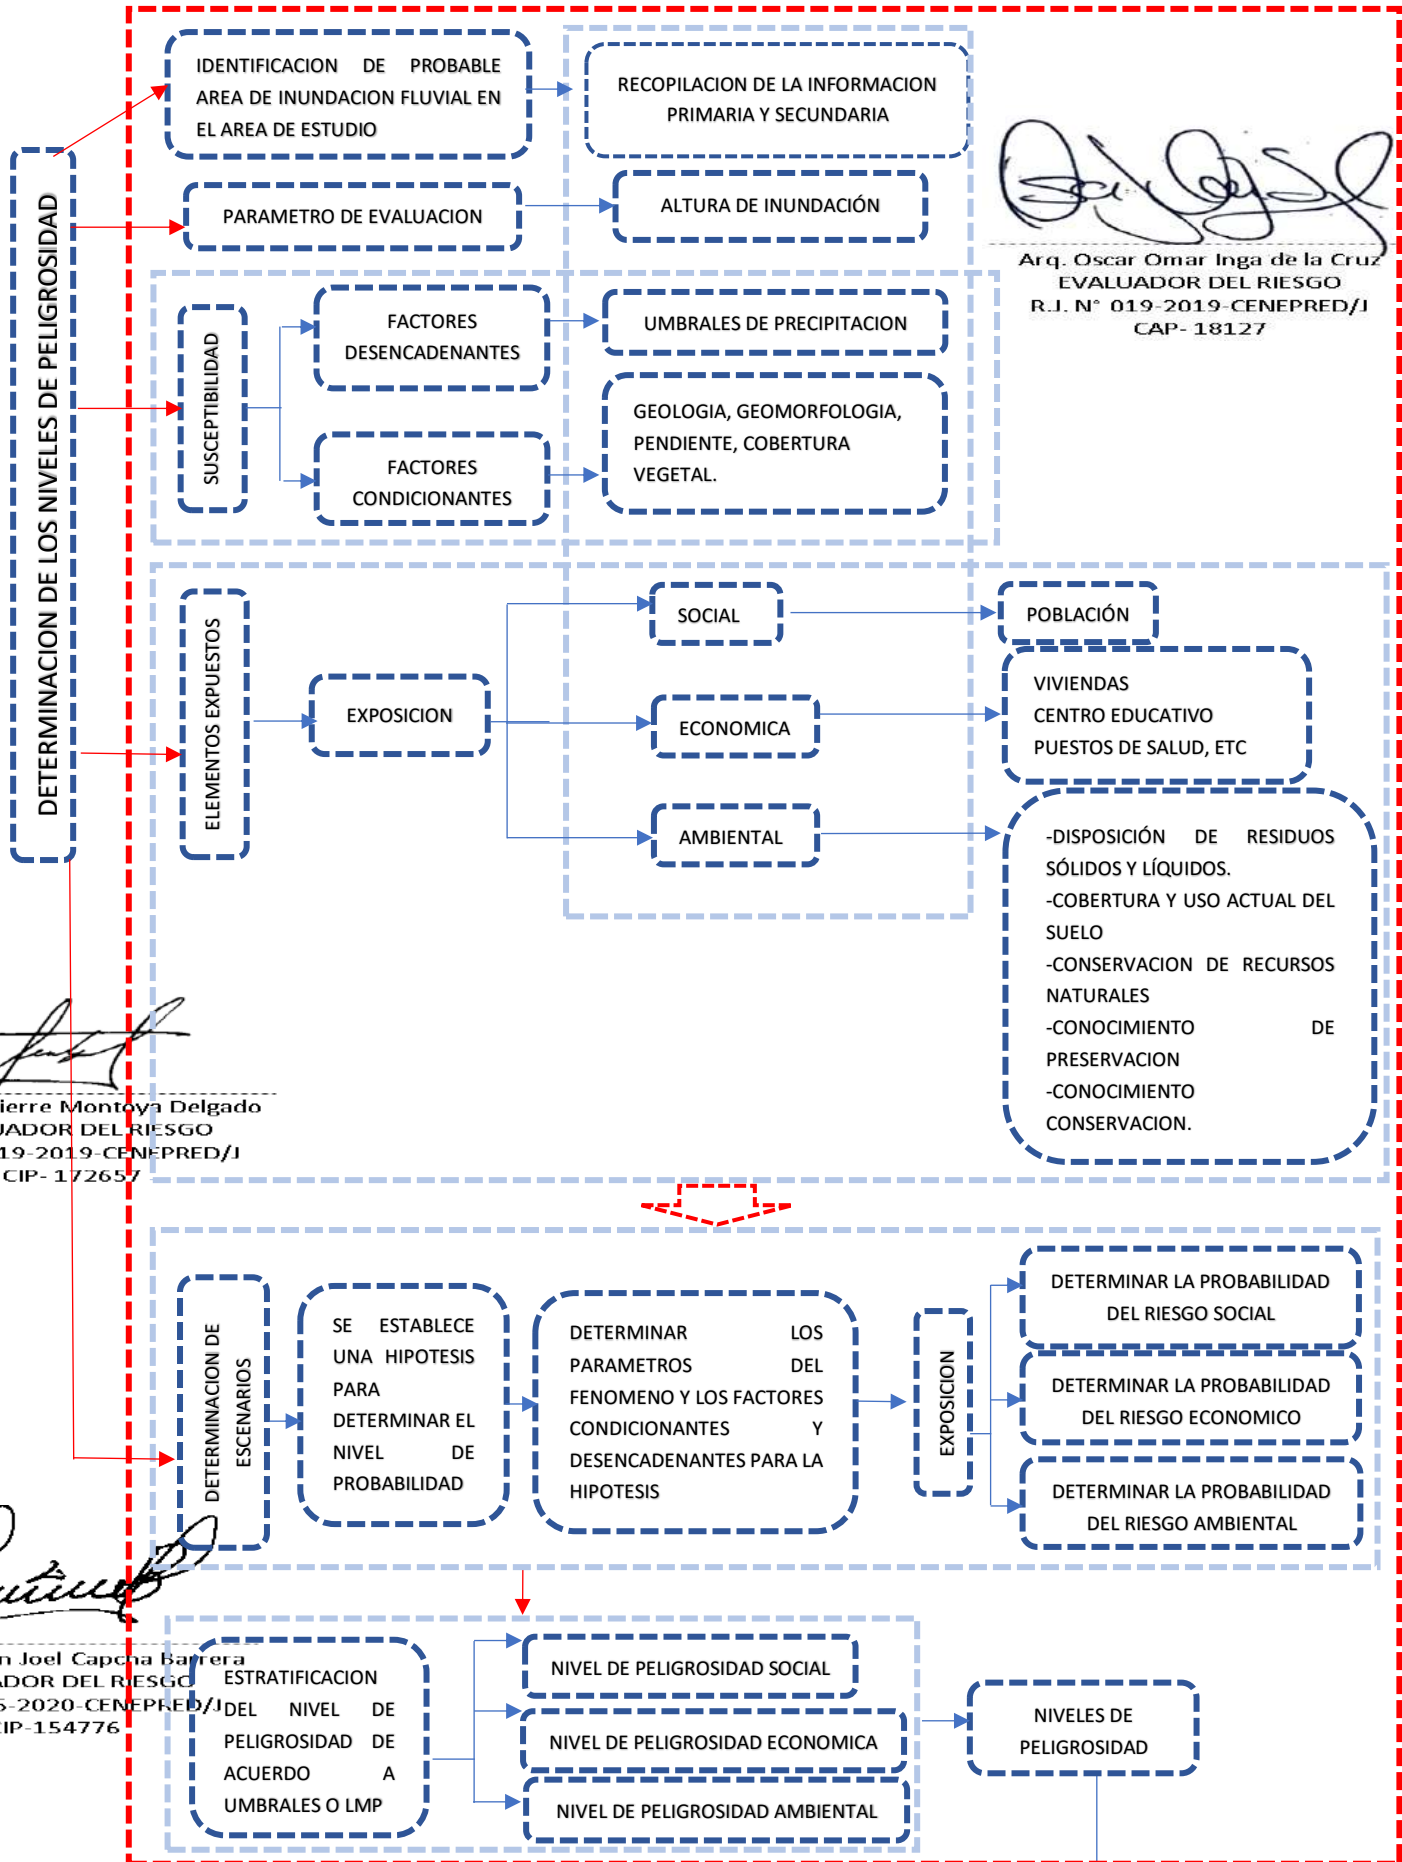 DETERMINACION DE LOS NIVELES DE PELIGROSIDAD
IDENTIFICACION DE PROBABLE
AREA DE INUNDACION FLUVIAL EN
EL AREA DE ESTUDIO
RECOPILACION DE LA INFORMACION
PRIMARIA Y SECUNDARIA
PARAMETRO DE EVALUACION
ALTURA DE INUNDACIÓN
Arq. Oscar Omar Inga de la Cruz
EVALUADOR DEL RIESGO
R.J. N° 019-2019-CENEPRED/J
CAP- 18127
SUSCEPTIBILIDAD
FACTORES
DESENCADENANTES
UMBRALES DE PRECIPITACION
FACTORES
CONDICIONANTES
GEOLOGIA, GEOMORFOLOGIA,
PENDIENTE, COBERTURA
VEGETAL.
ELEMENTOS EXPUESTOS
EXPOSICION
SOCIAL
POBLACIÓN
ECONOMICA
VIVIENDAS
CENTRO EDUCATIVO
PUESTOS DE SALUD, ETC
AMBIENTAL
-DISPOSICIÓN DE RESIDUOS
SÓLIDOS Y LÍQUIDOS.
-COBERTURA Y USO ACTUAL DEL
SUELO
-CONSERVACION DE RECURSOS
NATURALES
-CONOCIMIENTO DE
PRESERVACION
-CONOCIMIENTO
CONSERVACION.
ierre Montoya Delgado
UADOR DEL RIESGO
19-2019-CENEPRED/J
CIP- 172657
DETERMINACION DE
ESCENARIOS
SE ESTABLECE
UNA HIPOTESIS
PARA
DETERMINAR EL
NIVEL DE
PROBABILIDAD
DETERMINAR LOS
PARAMETROS DEL
FENOMENO Y LOS FACTORES
CONDICIONANTES Y
DESENCADENANTES PARA LA
HIPOTESIS
EXPOSICION
DETERMINAR LA PROBABILIDAD
DEL RIESGO SOCIAL
DETERMINAR LA PROBABILIDAD
DEL RIESGO ECONOMICO
DETERMINAR LA PROBABILIDAD
DEL RIESGO AMBIENTAL
n Joel Capcha Barrera
ADOR DEL RIESGO
5-2020-CENEPRED/J
CIP-154776
ESTRATIFICACION
DEL NIVEL DE
PELIGROSIDAD DE
ACUERDO A
UMBRALES O LMP
NIVEL DE PELIGROSIDAD SOCIAL
NIVEL DE PELIGROSIDAD ECONOMICA
NIVEL DE PELIGROSIDAD AMBIENTAL
NIVELES DE
PELIGROSIDAD